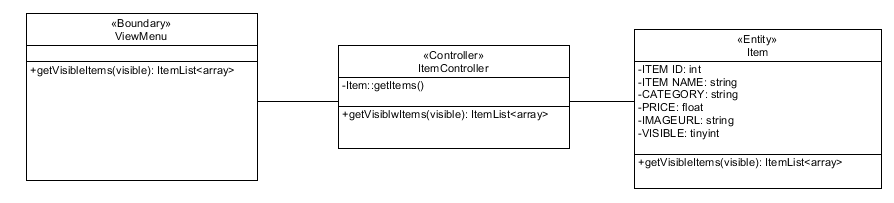 «Boundary»
ViewMenu
+getVisibleItems(visible): ItemList<array>
«Controller»
ItemController
-Item::getItems()
+getVisiblwItems(visible): ItemList<array>
«Entity»
Item
-ITEM ID: int
-ITEM NAME: string
-CATEGORY: string
-PRICE: float
-IMAGEURL: string
-VISIBLE: tinyint
+getVisibleItems(visible): ItemList<array>